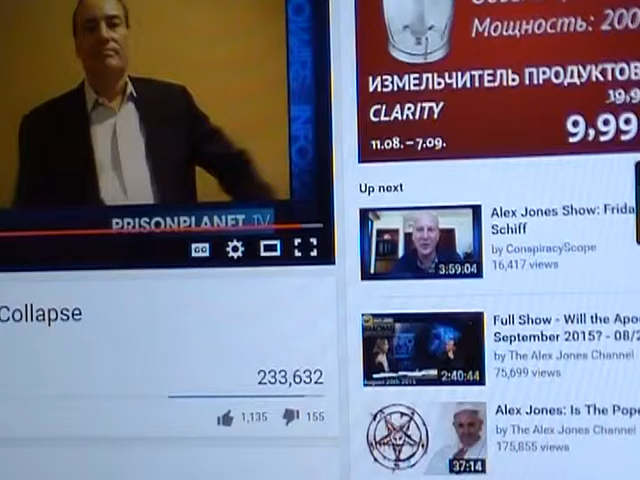 Мощность: 200
ИЗМЕЛЬЧИТЕЛЬ ПРОДУКТОВ
CLARITY
19,9
9,99
11.08. – 7.09.
PRISONPLANET.TV
CC
Up next
Alex Jones Show: Frida
Schiff
by ConspiracyScope
16,417 views
3:59:04
Collapse
233,632
1,135
155
Full Show - Will the Apo
September 2015? - 08/2
by The Alex Jones Channel
75,699 views
2:40:44
Alex Jones: Is The Pope
by The Alex Jones Channel
175,855 views
37:14